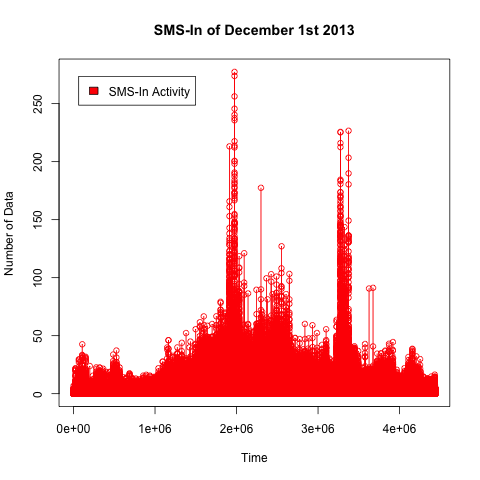 SMS-In of December 1st 2013
SMS-In Activity
Number of Data
250
200
150
100
50
0
0e+00 1e+06 2e+06 3e+06 4e+06
Time